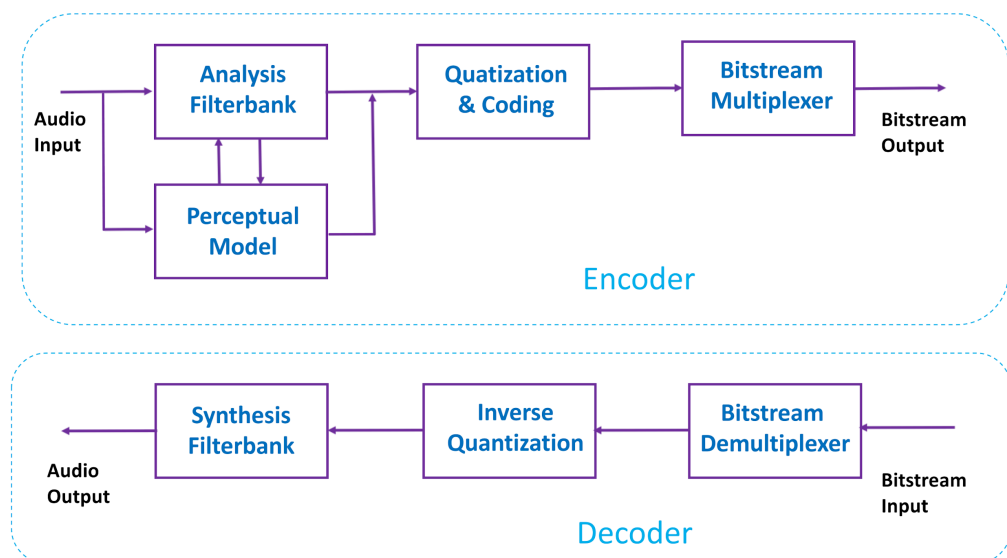 Analysis
Filterbank
Quatization
& Coding
Bitstream
Multiplexer
Audio
Input
Bitstream
Output
Perceptual
Model
Encoder
Synthesis
Filterbank
Inverse
Quantization
Bitstream
Demultiplexer
Audio
Output
Bitstream
Input
Decoder